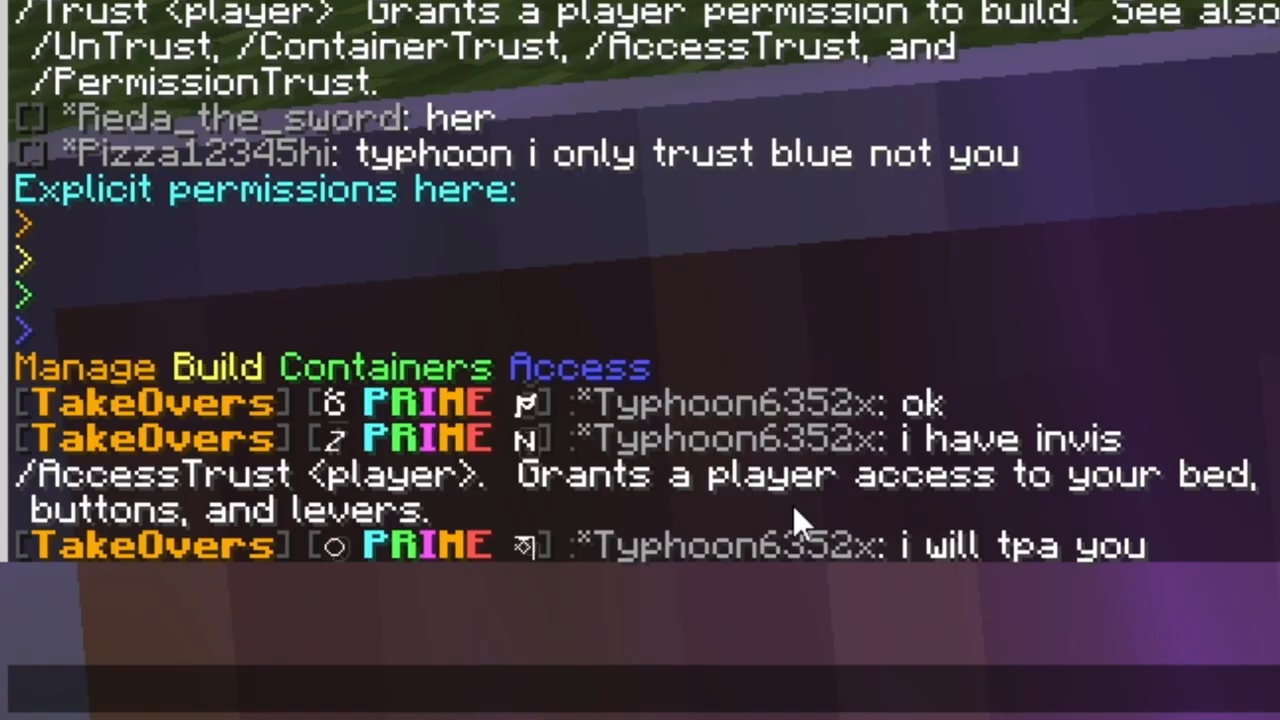 /Trust <player>  Grants a player permission to build.  See also
/UnTrust, /ContainerTrust, /AccessTrust, and
/PermissionTrust.
[] *Reda_the_sword: her
[] *Pizza12345hi: typhoon i only trust blue not you
Explicit permissions here:
>
>
>
>
Manage Build Containers Access
[TakeOvers] [ PRIME ] :*Typhoon6352x: ok
[TakeOvers] [ PRIME ] :*Typhoon6352x: i have invis
/AccessTrust <player>.  Grants a player access to your bed,
buttons, and levers.
[TakeOvers] [ PRIME ] :*Typhoon6352x: i will tpa you